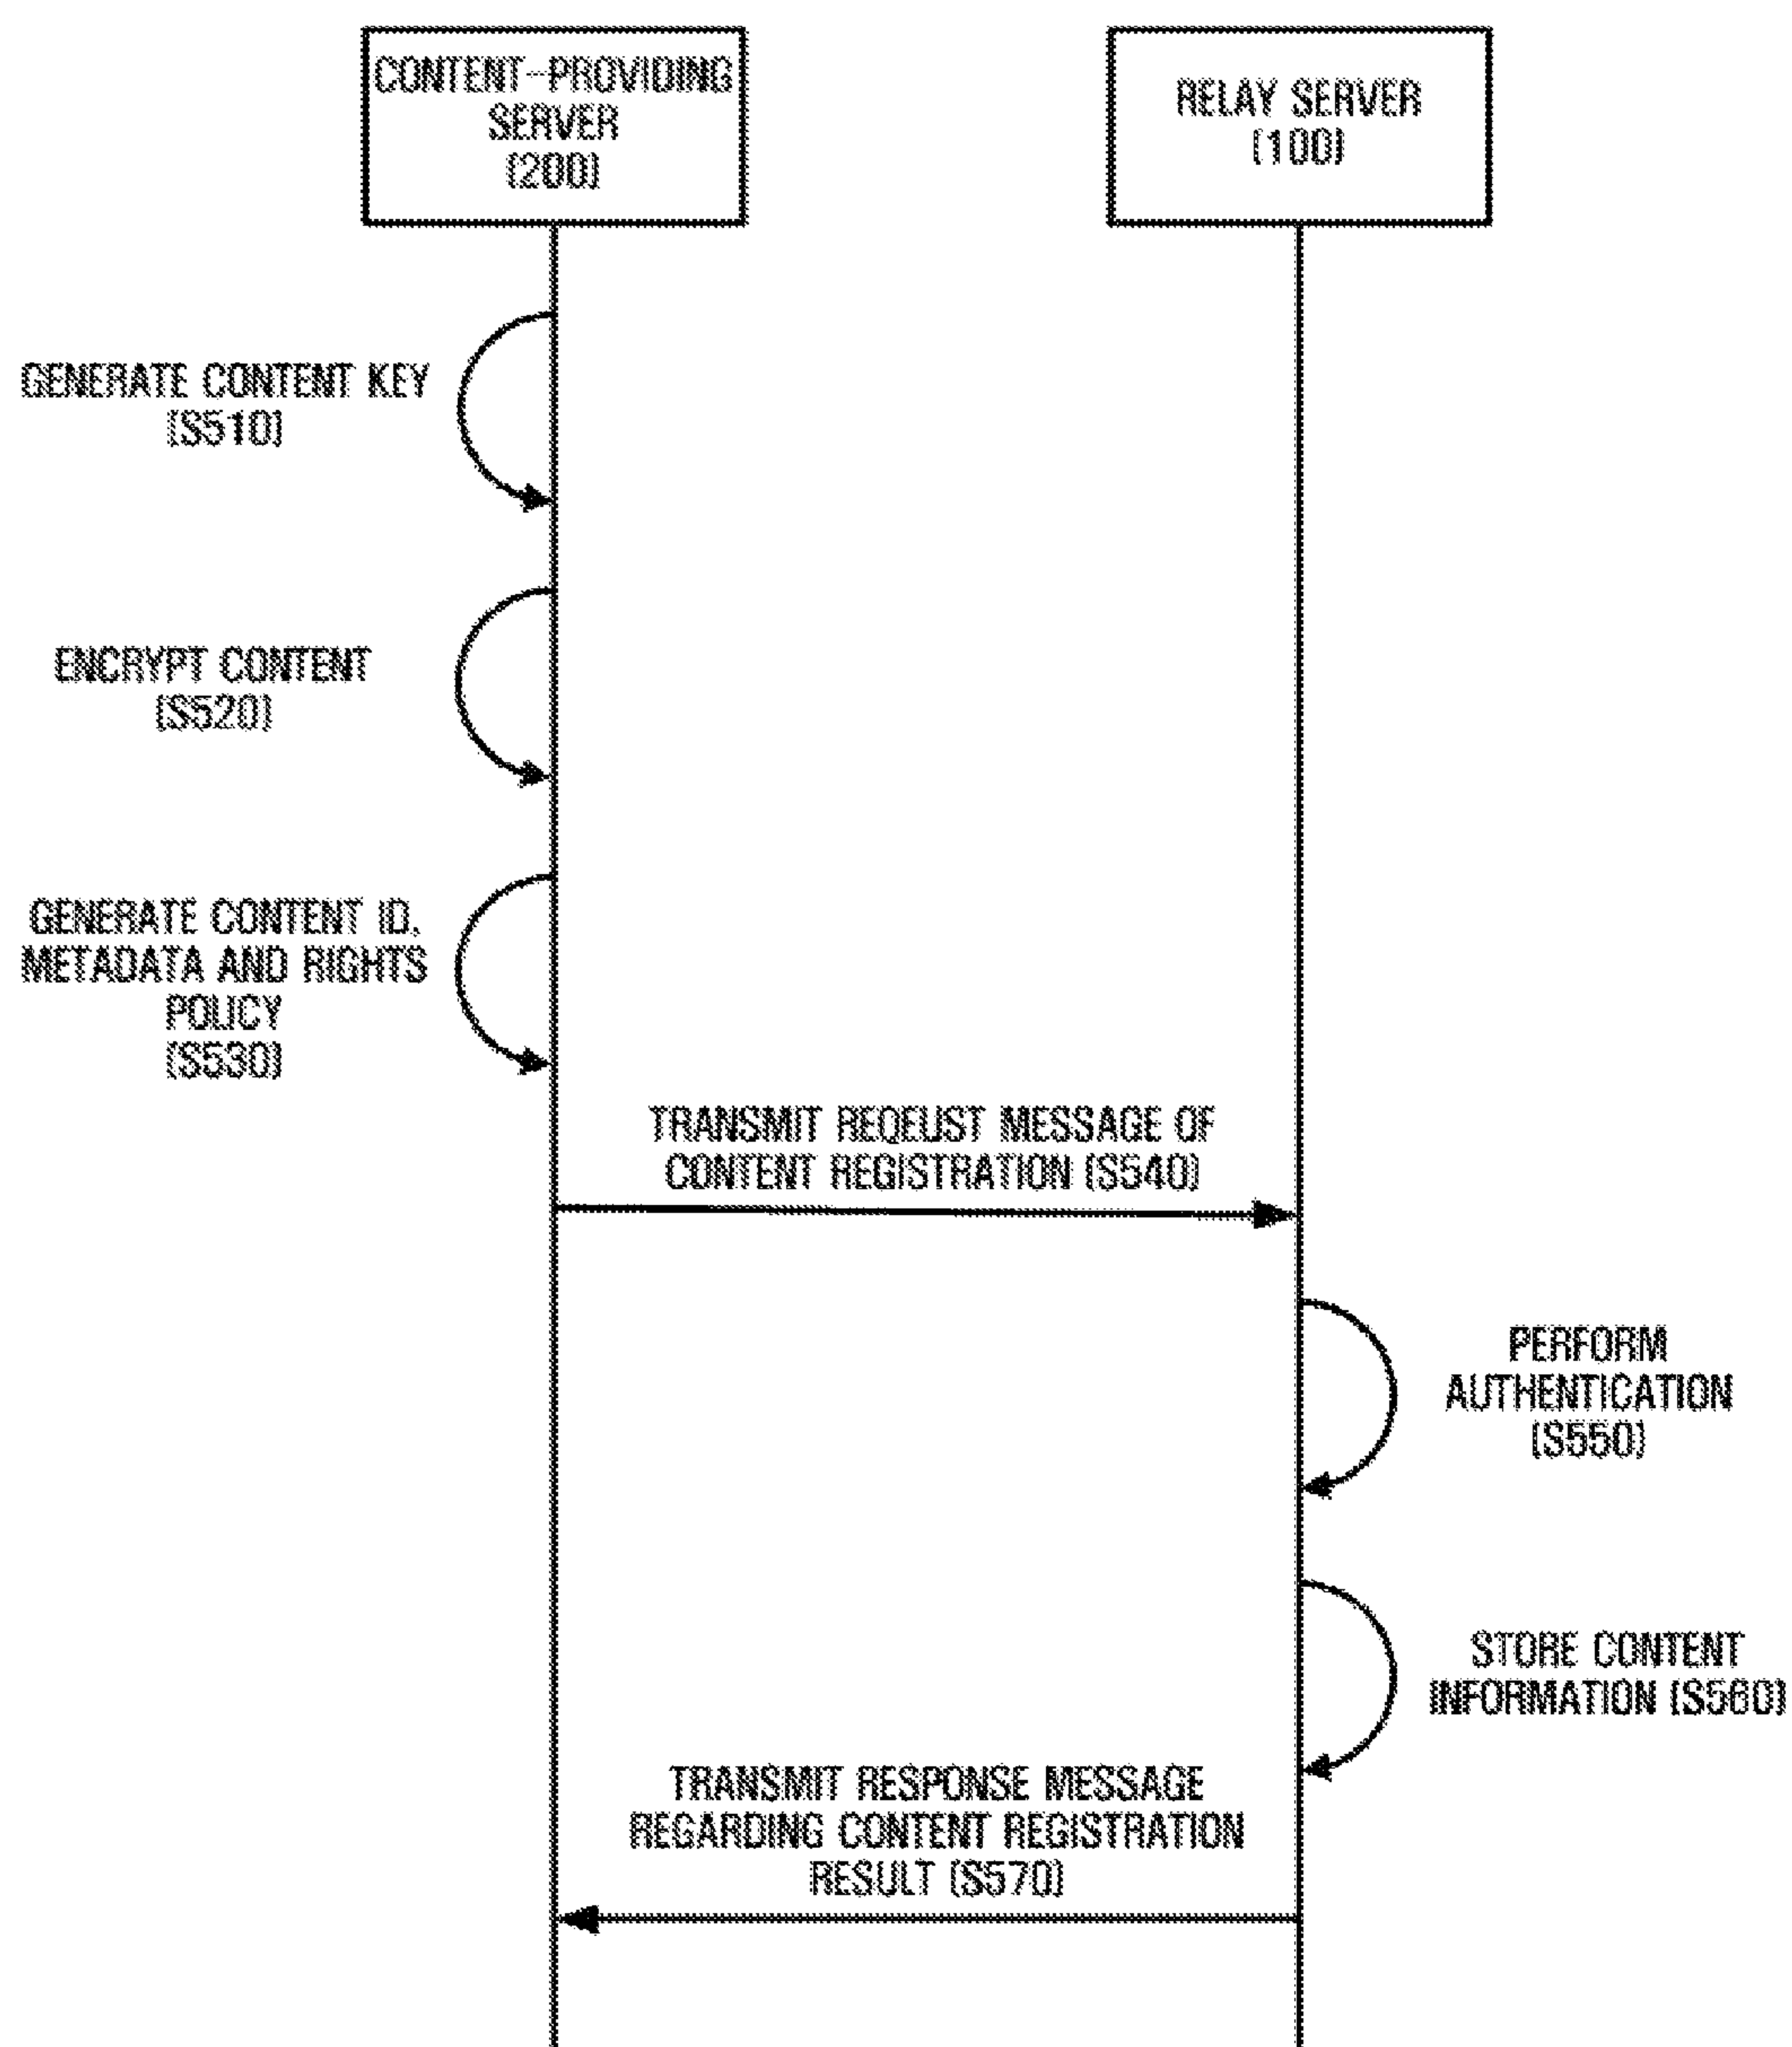 CONTENT-PROVIDING
SERVER
(200)
RELAY SERVER
(100)
GENERATE CONTENT KEY
(S510)
ENCRYPT CONTENT
(S520)
GENERATE CONTENT ID,
METADATA AND RIGHTS
POLICY
(S530)
TRANSMIT REQEUST MESSAGE OF
CONTENT REGISTRATION (S540)
PERFORM
AUTHENTICATION
(S550)
STORE CONTENT
INFORMATION (S560)
TRANSMIT RESPONSE MESSAGE
REGARDING CONTENT REGISTRATION
RESULT (S570)